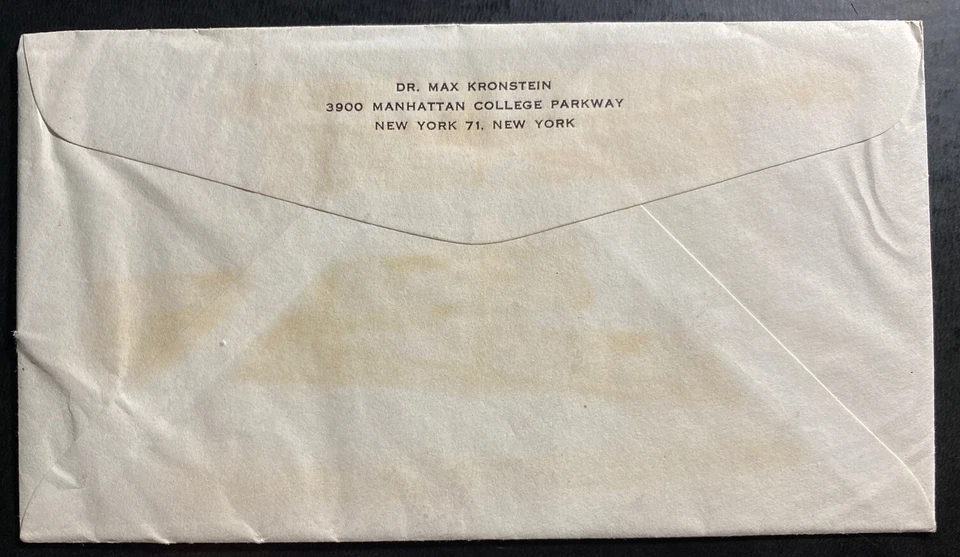 DR. MAX KRONSTEIN
3900 MANHATTAN COLLEGE PARKWAY
NEW YORK 71, NEW YORK